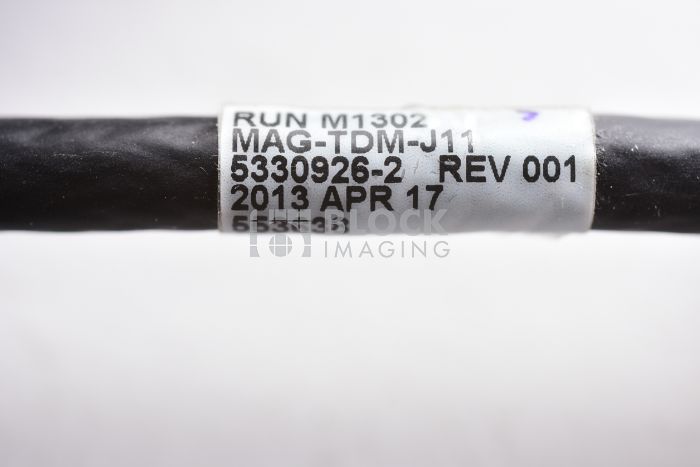 RUN M1302
MAG-TDM-J11
5330926-2 REV 001
2013 APR 17
BLOCK
IMAGING